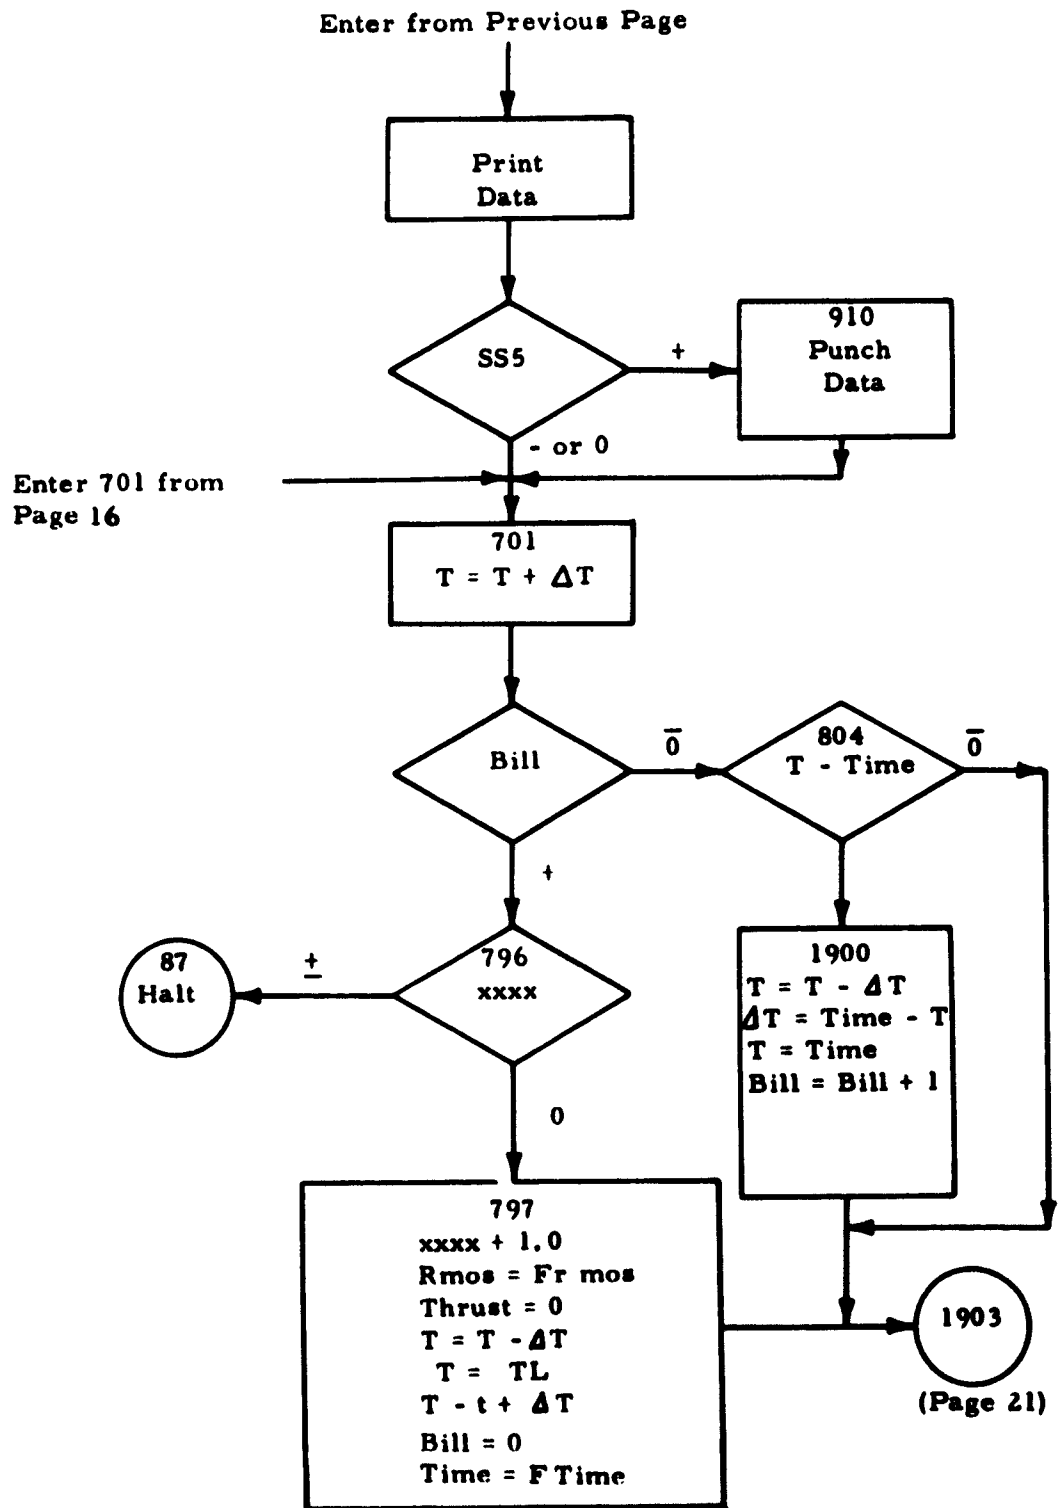 Enter from Previous Page
Print
Data
SS5
+
910
Punch
Data
- or 0
Enter 701 from
Page 16
701
T = T + ΔT
Bill
0̅
804
T - Time
0̅
+
796
xxxx
±
87
Halt
0
1900
T = T - ΔT
ΔT = Time - T
T = Time
Bill = Bill + 1
797
xxxx + 1.0
Rmos = Fr mos
Thrust = 0
T = T - ΔT
T = TL
T - t + ΔT
Bill = 0
Time = F Time
1903
(Page 21)